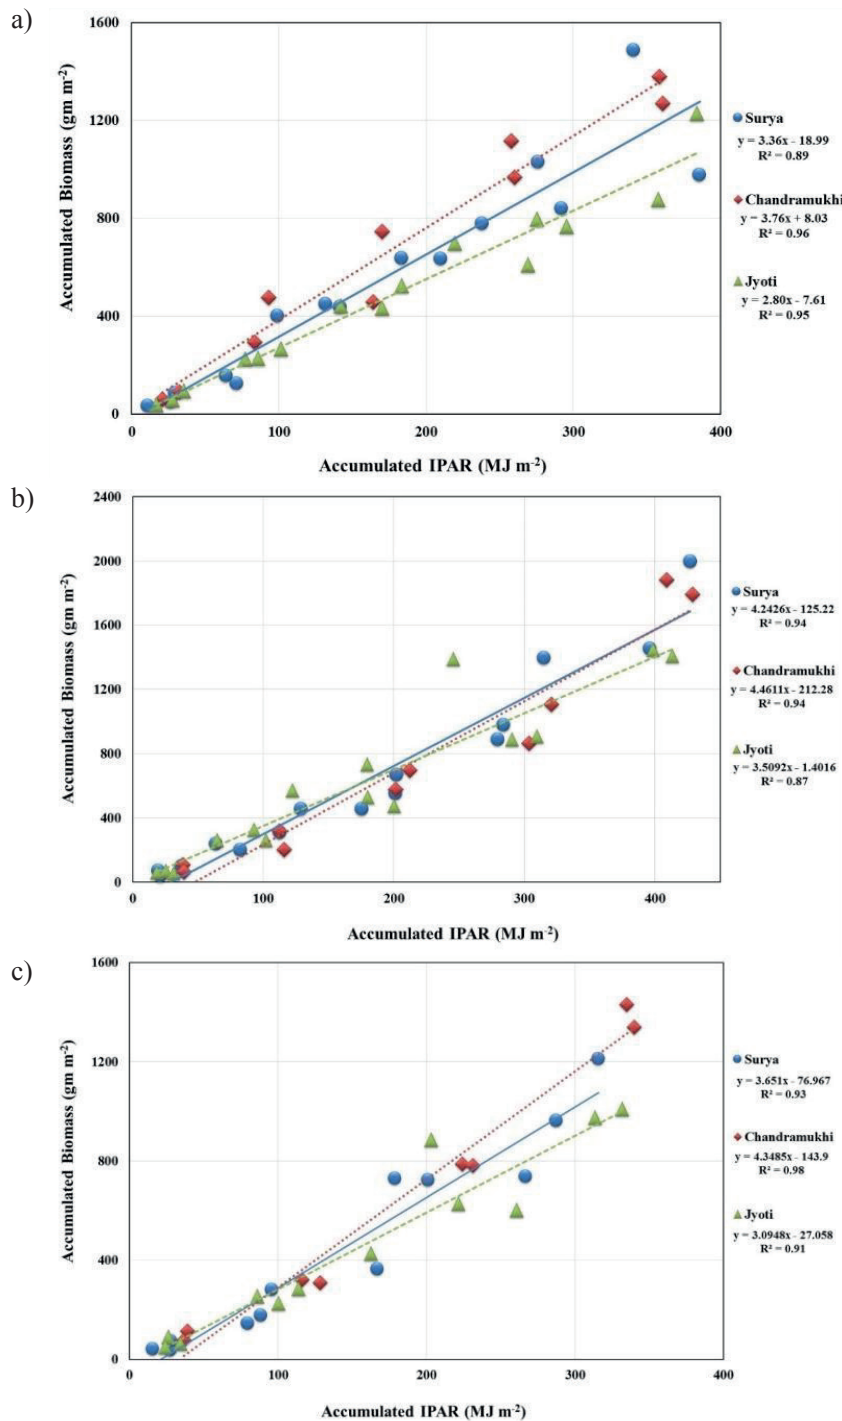 a)
1600
1200
800
400
0
0
100
200
300
400
Accumulated Biomass (gm m-2)
Accumulated IPAR (MJ m-2)
Surya
y = 3.36x - 18.99
R² = 0.89
Chandramukhi
y = 3.76x + 8.03
R² = 0.96
Jyoti
y = 2.80x - 7.61
R² = 0.95
b)
2400
2000
1600
1200
800
400
0
0
100
200
300
400
Accumulated Biomass (gm m-2)
Accumulated IPAR (MJ m-2)
Surya
y = 4.2426x - 125.22
R² = 0.94
Chandramukhi
y = 4.4611x - 212.28
R² = 0.94
Jyoti
y = 3.5092x - 1.4016
R² = 0.87
c)
1600
1200
800
400
0
0
100
200
300
400
Accumulated Biomass (gm m-2)
Accumulated IPAR (MJ m-2)
Surya
y = 3.651x - 76.967
R² = 0.93
Chandramukhi
y = 4.3485x - 143.9
R² = 0.98
Jyoti
y = 3.0948x - 27.058
R² = 0.91